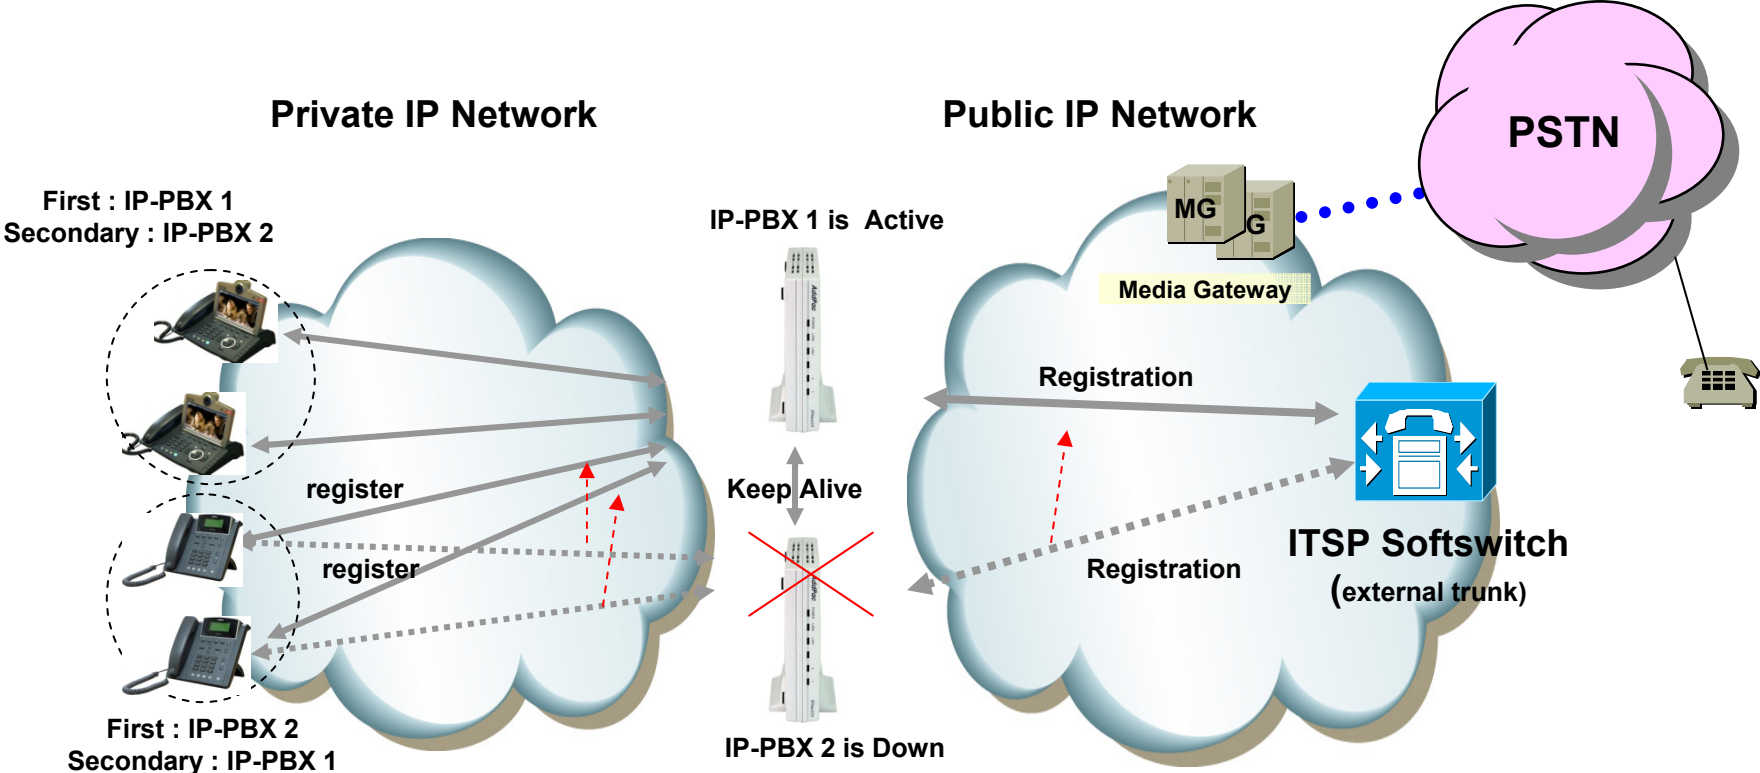 Private IP Network
Public IP Network
PSTN
First : IP-PBX 1
Secondary : IP-PBX 2
IP-PBX 1 is Active
MG
G
Media Gateway
Registration
register
Keep Alive
register
Registration
ITSP Softswitch
(external trunk)
First : IP-PBX 2
Secondary : IP-PBX 1
IP-PBX 2 is Down
AddPac
AddPac